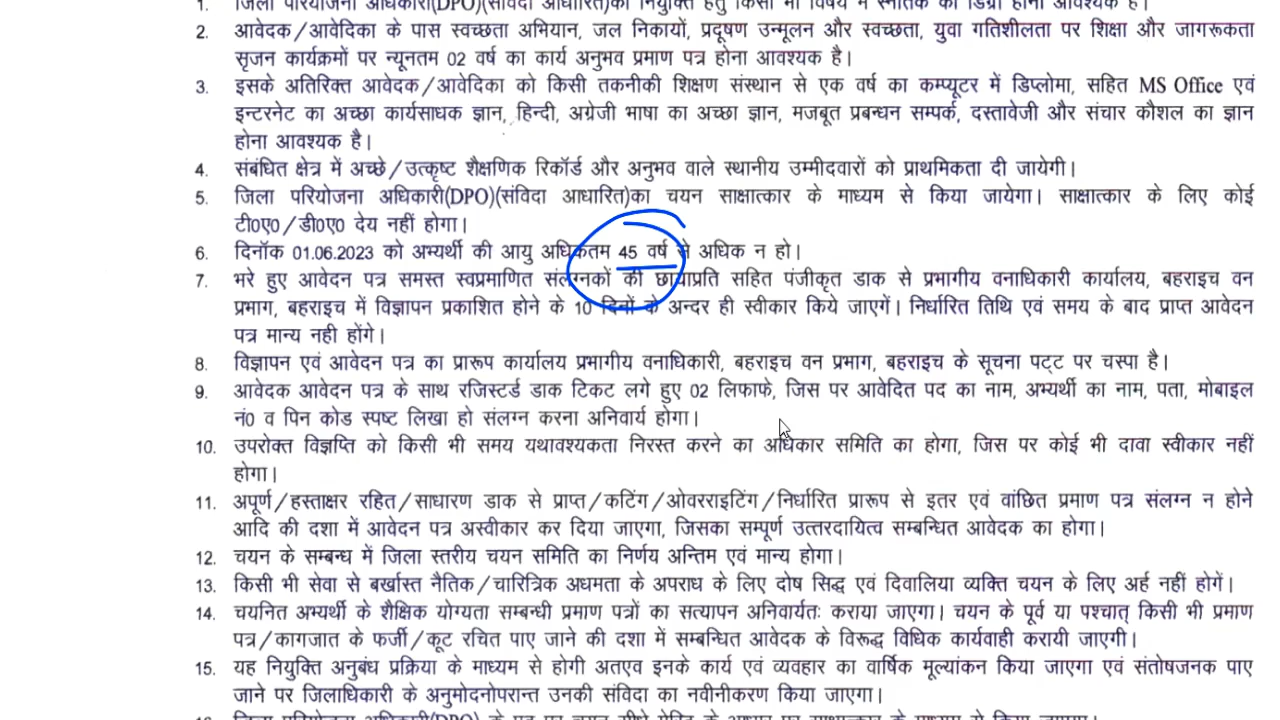 1. जिला परियोजना अधिकारी(DPO)(संविदा आधारित)की नियुक्ति हेतु किसी भी विषय में स्नातक की डिग्री होना आवश्यक है।
2. आवेदक/आवेदिका के पास स्वच्छता अभियान, जल निकायों, प्रदूषण उन्मूलन और स्वच्छता, युवा गतिशीलता पर शिक्षा और जागरूकता
सृजन कार्यक्रमों पर न्यूनतम 02 वर्ष का कार्य अनुभव प्रमाण पत्र होना आवश्यक है।
3. इसके अतिरिक्त आवेदक/आवेदिका को किसी तकनीकी शिक्षण संस्थान से एक वर्ष का कम्प्यूटर में डिप्लोमा, सहित MS Office एवं
इन्टरनेट का अच्छा कार्यसाधक ज्ञान, हिन्दी, अग्रेजी भाषा का अच्छा ज्ञान, मजबूत प्रबन्धन सम्पर्क, दस्तावेजी और संचार कौशल का ज्ञान
होना आवश्यक है।
4. संबंधित क्षेत्र में अच्छे/उत्कृष्ट शैक्षणिक रिकॉर्ड और अनुभव वाले स्थानीय उम्मीदवारों को प्राथमिकता दी जायेगी।
5. जिला परियोजना अधिकारी(DPO)(संविदा आधारित)का चयन साक्षात्कार के माध्यम से किया जायेगा। साक्षात्कार के लिए कोई
टी०ए०/डी०ए० देय नहीं होगा।
6. दिनॉक 01.06.2023 को अभ्यर्थी की आयु अधिकतम 45 वर्ष से अधिक न हो।
7. भरे हुए आवेदन पत्र समस्त स्वप्रमाणित संलग्नकों की छायाप्रति सहित पंजीकृत डाक से प्रभागीय वनाधिकारी कार्यालय, बहराइच वन
प्रभाग, बहराइच में विज्ञापन प्रकाशित होने के 10 दिनों के अन्दर ही स्वीकार किये जाएगें। निर्धारित तिथि एवं समय के बाद प्राप्त आवेदन
पत्र मान्य नही होंगे।
8. विज्ञापन एवं आवेदन पत्र का प्रारूप कार्यालय प्रभागीय वनाधिकारी, बहराइच वन प्रभाग, बहराइच के सूचना पट्ट पर चस्पा है।
9. आवेदक आवेदन पत्र के साथ रजिस्टर्ड डाक टिकट लगे हुए 02 लिफाफे, जिस पर आवेदित पद का नाम, अभ्यर्थी का नाम, पता, मोबाइल
नं0 व पिन कोड स्पष्ट लिखा हो संलग्न करना अनिवार्य होगा।
10. उपरोक्त विज्ञप्ति को किसी भी समय यथावश्यकता निरस्त करने का अधिकार समिति का होगा, जिस पर कोई भी दावा स्वीकार नहीं
होगा।
11. अपूर्ण/हस्ताक्षर रहित/साधारण डाक से प्राप्त/कटिंग/ओवरराइटिंग/निर्धारित प्रारूप से इतर एवं वांछित प्रमाण पत्र संलग्न न होने
आदि की दशा में आवेदन पत्र अस्वीकार कर दिया जाएगा, जिसका सम्पूर्ण उत्तरदायित्व सम्बन्धित आवेदक का होगा।
12. चयन के सम्बन्ध में जिला स्तरीय चयन समिति का निर्णय अन्तिम एवं मान्य होगा।
13. किसी भी सेवा से बर्खास्त नैतिक/चारित्रिक अधमता के अपराध के लिए दोष सिद्ध एवं दिवालिया व्यक्ति चयन के लिए अर्ह नहीं होगें।
14. चयनित अभ्यर्थी के शैक्षिक योग्यता सम्बन्धी प्रमाण पत्रों का सत्यापन अनिवार्यतः कराया जाएगा। चयन के पूर्व या पश्चात् किसी भी प्रमाण
पत्र/कागजात के फर्जी/कूट रचित पाए जाने की दशा में सम्बन्धित आवेदक के विरूद्ध विधिक कार्यवाही करायी जाएगी।
15. यह नियुक्ति अनुबंध प्रक्रिया के माध्यम से होगी अतएव इनके कार्य एवं व्यवहार का वार्षिक मूल्यांकन किया जाएगा एवं संतोषजनक पाए
जाने पर जिलाधिकारी के अनुमोदनोपरान्त उनकी संविदा का नवीनीकरण किया जाएगा।